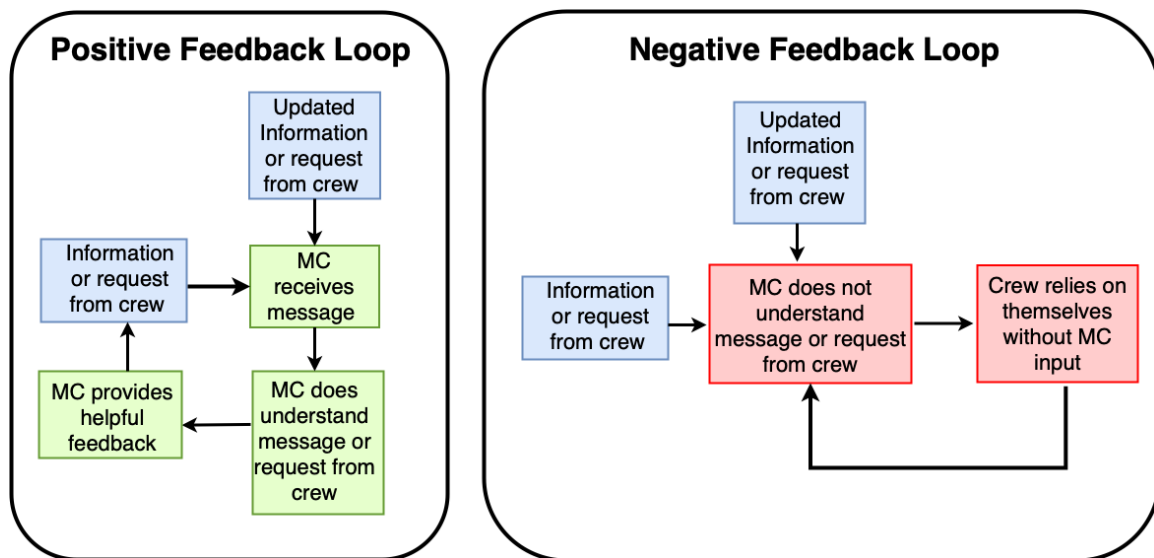 Positive Feedback Loop
Updated
Information
or request
from crew
Information
or request
from crew
MC
receives
message
MC provides
helpful
feedback
MC does
understand
message or
request from
crew
Negative Feedback Loop
Updated
Information
or request
from crew
Information
or request
from crew
MC does not
understand
message or request
from crew
Crew relies on
themselves
without MC
input